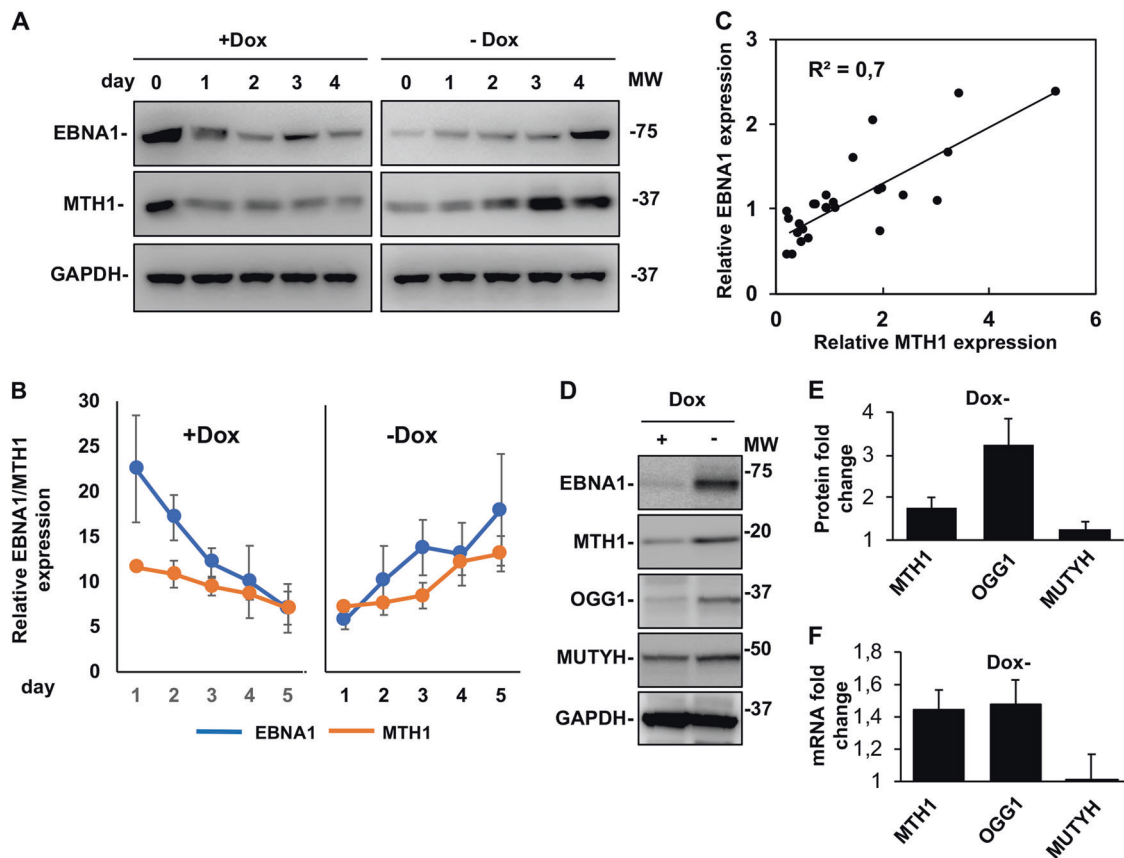 A
+Dox
- Dox
day 0 1 2 3 4 0 1 2 3 4 MW
EBNA1- -75
MTH1- -37
GAPDH- -37
C
R² = 0,7
Relative EBNA1 expression
3
2
1
0
0 2 4 6
Relative MTH1 expression
B
Relative EBNA1/MTH1
expression
30
25
20
15
10
5
0
+Dox
-Dox
day 1 2 3 4 5 1 2 3 4 5
EBNA1 MTH1
D
Dox
+ - MW
EBNA1- -75
MTH1- -20
OGG1- -37
MUTYH- -50
GAPDH- -37
E
Dox-
Protein fold
change
4
3
2
1
MTH1 OGG1 MUTYH
F
Dox-
mRNA fold
change
1,8
1,6
1,4
1,2
1
MTH1 OGG1 MUTYH